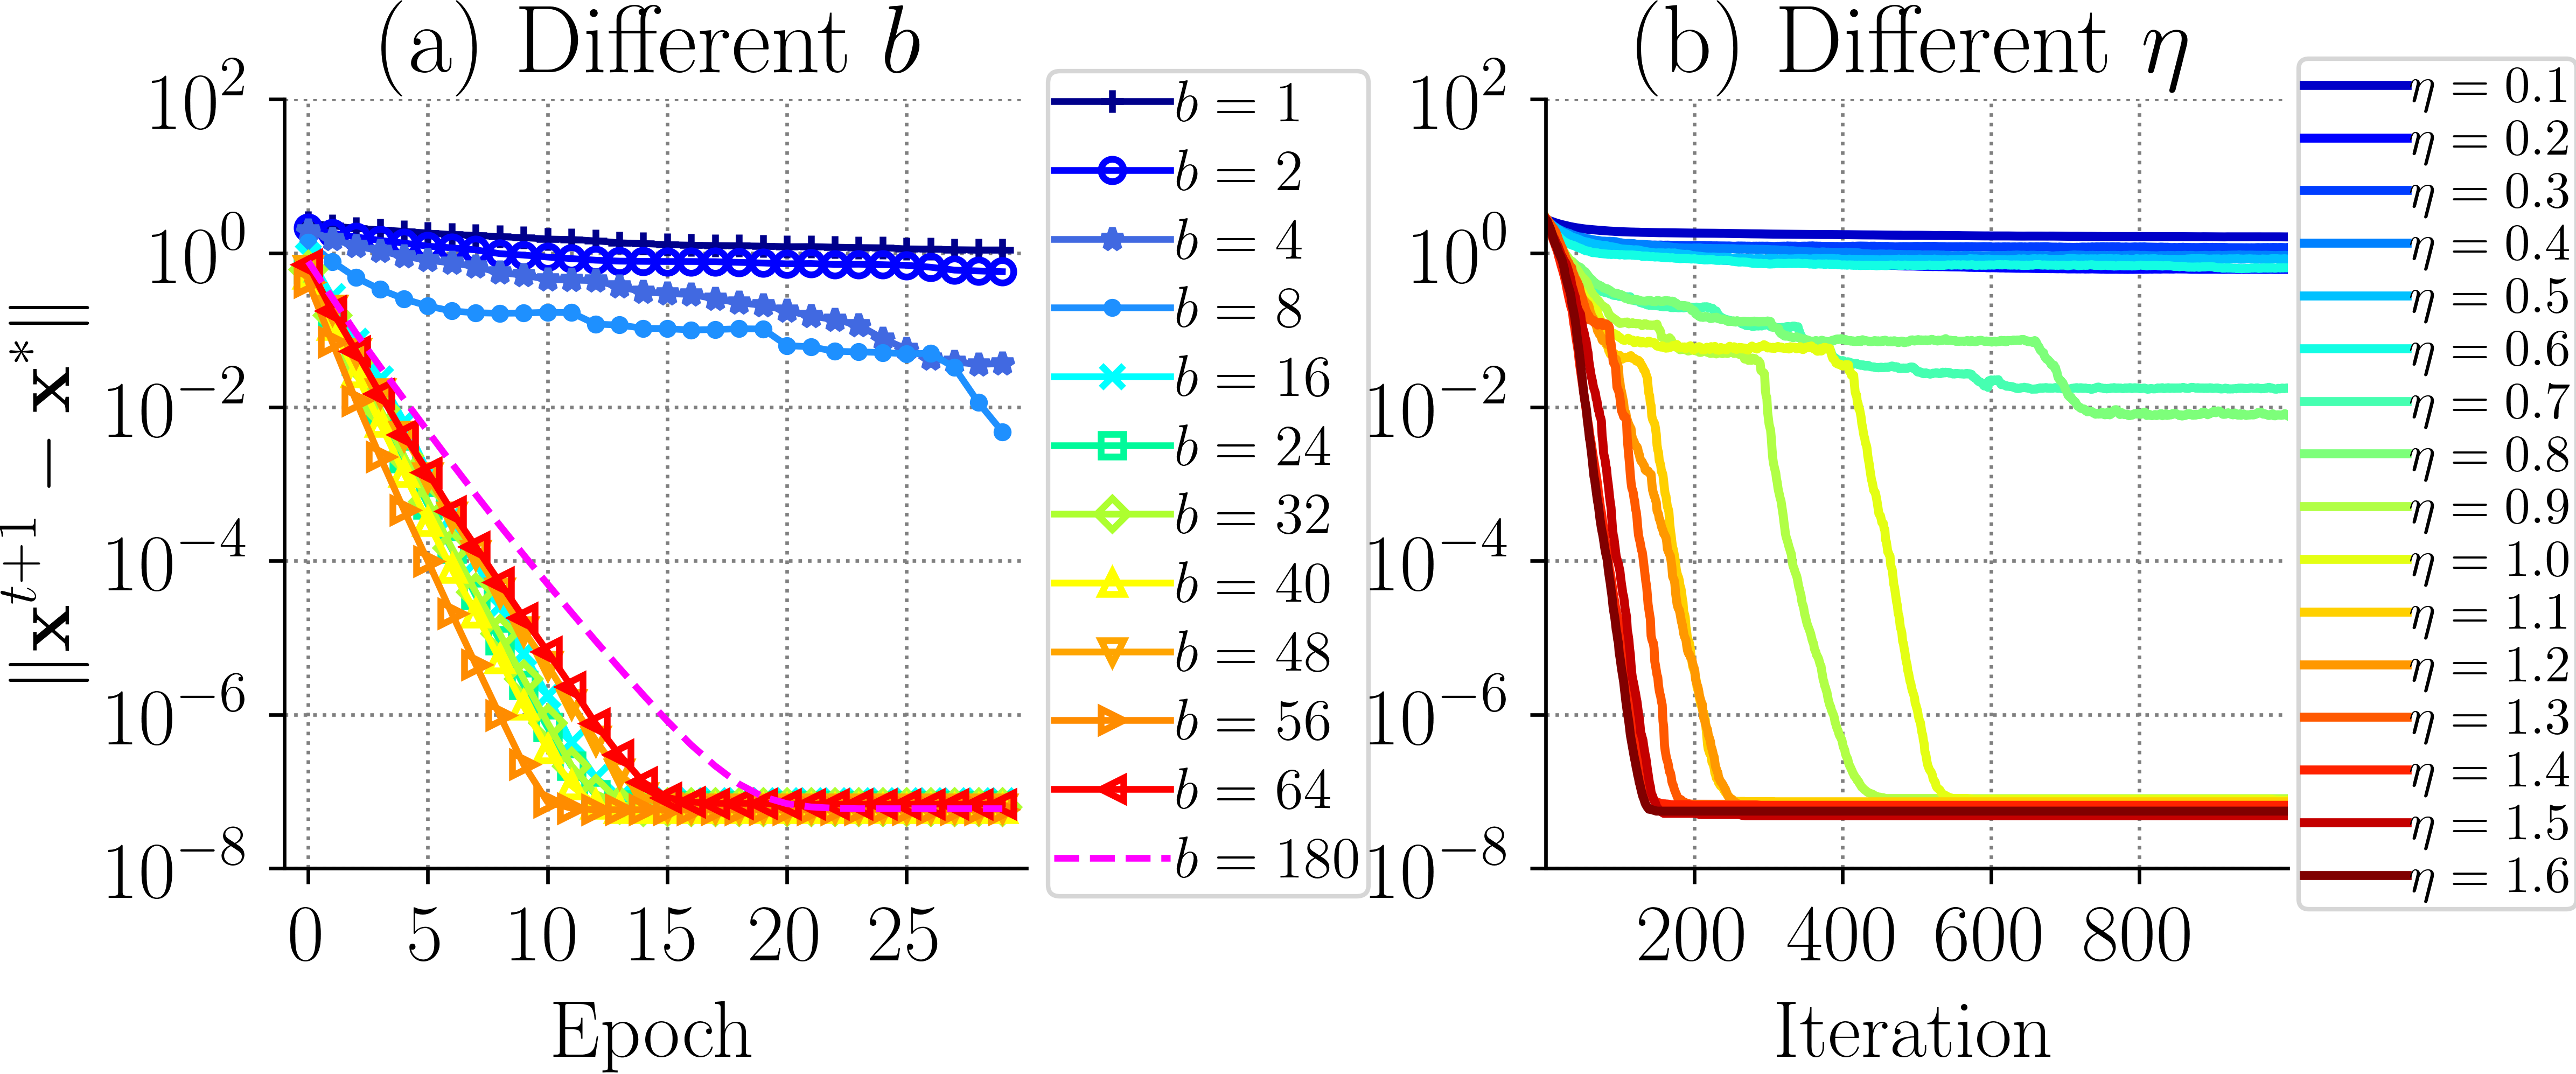 (a) Different b
‖x^{t+1} − x^*‖
10^2
10^0
10^{−2}
10^{−4}
10^{−6}
10^{−8}
0 5 10 15 20 25
Epoch
b = 1
b = 2
b = 4
b = 8
b = 16
b = 24
b = 32
b = 40
b = 48
b = 56
b = 64
b = 180
(b) Different η
10^2
10^0
10^{−2}
10^{−4}
10^{−6}
10^{−8}
200 400 600 800
Iteration
η = 0.1
η = 0.2
η = 0.3
η = 0.4
η = 0.5
η = 0.6
η = 0.7
η = 0.8
η = 0.9
η = 1.0
η = 1.1
η = 1.2
η = 1.3
η = 1.4
η = 1.5
η = 1.6